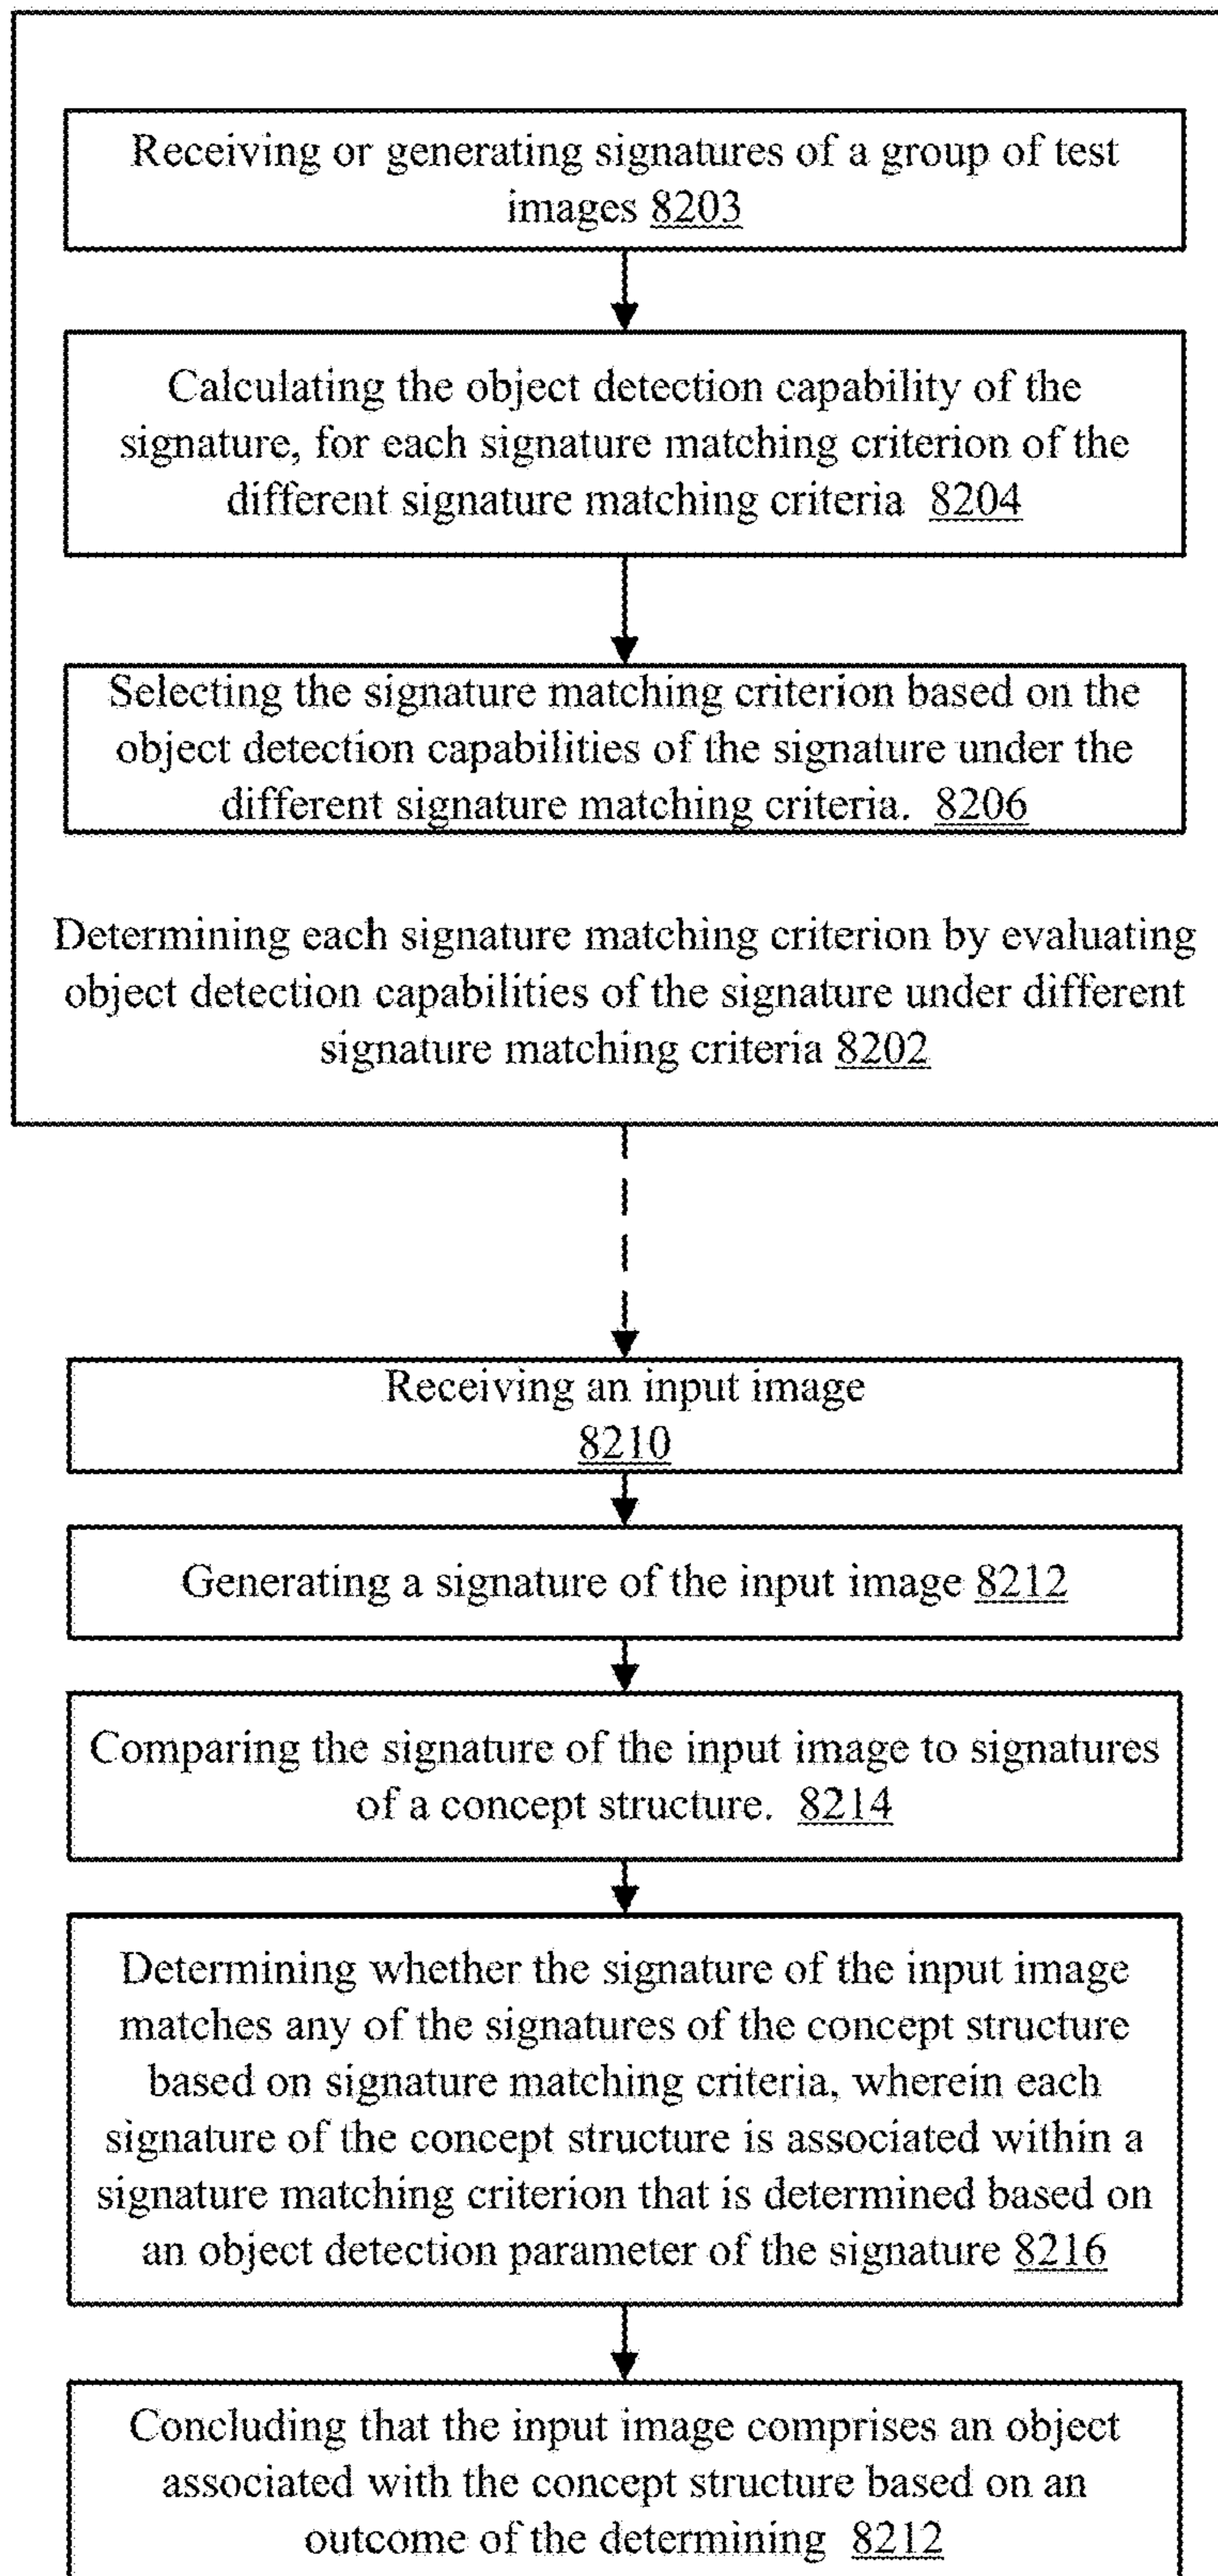 Receiving or generating signatures of a group of test
images 8203
Calculating the object detection capability of the
signature, for each signature matching criterion of the
different signature matching criteria 8204
Selecting the signature matching criterion based on the
object detection capabilities of the signature under the
different signature matching criteria. 8206
Determining each signature matching criterion by evaluating
object detection capabilities of the signature under different
signature matching criteria 8202
Receiving an input image
8210
Generating a signature of the input image 8212
Comparing the signature of the input image to signatures
of a concept structure. 8214
Determining whether the signature of the input image
matches any of the signatures of the concept structure
based on signature matching criteria, wherein each
signature of the concept structure is associated within a
signature matching criterion that is determined based on
an object detection parameter of the signature 8216
Concluding that the input image comprises an object
associated with the concept structure based on an
outcome of the determining 8212